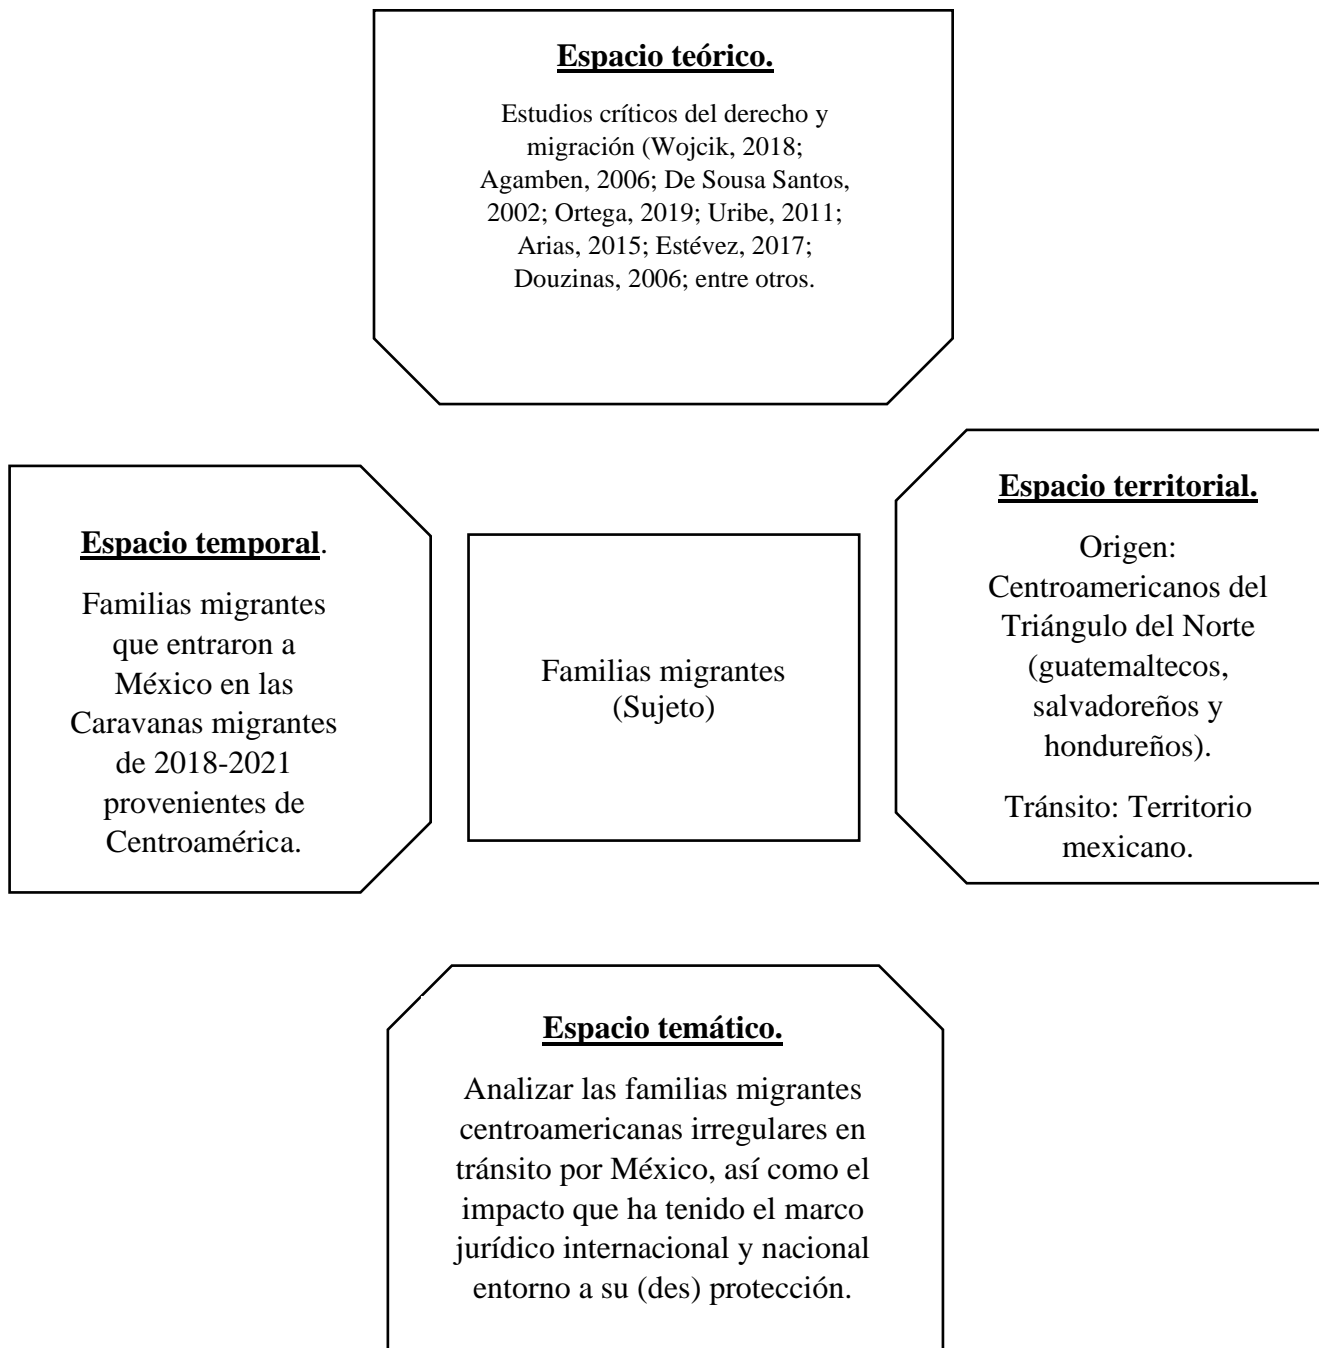 Espacio teórico.
Estudios críticos del derecho y
migración (Wojcik, 2018;
Agamben, 2006; De Sousa Santos,
2002; Ortega, 2019; Uribe, 2011;
Arias, 2015; Estévez, 2017;
Douzinas, 2006; entre otros.
Espacio temporal.
Familias migrantes
que entraron a
México en las
Caravanas migrantes
de 2018-2021
provenientes de
Centroamérica.
Familias migrantes
(Sujeto)
Espacio territorial.
Origen:
Centroamericanos del
Triángulo del Norte
(guatemaltecos,
salvadoreños y
hondureños).
Tránsito: Territorio
mexicano.
Espacio temático.
Analizar las familias migrantes
centroamericanas irregulares en
tránsito por México, así como el
impacto que ha tenido el marco
jurídico internacional y nacional
entorno a su (des) protección.